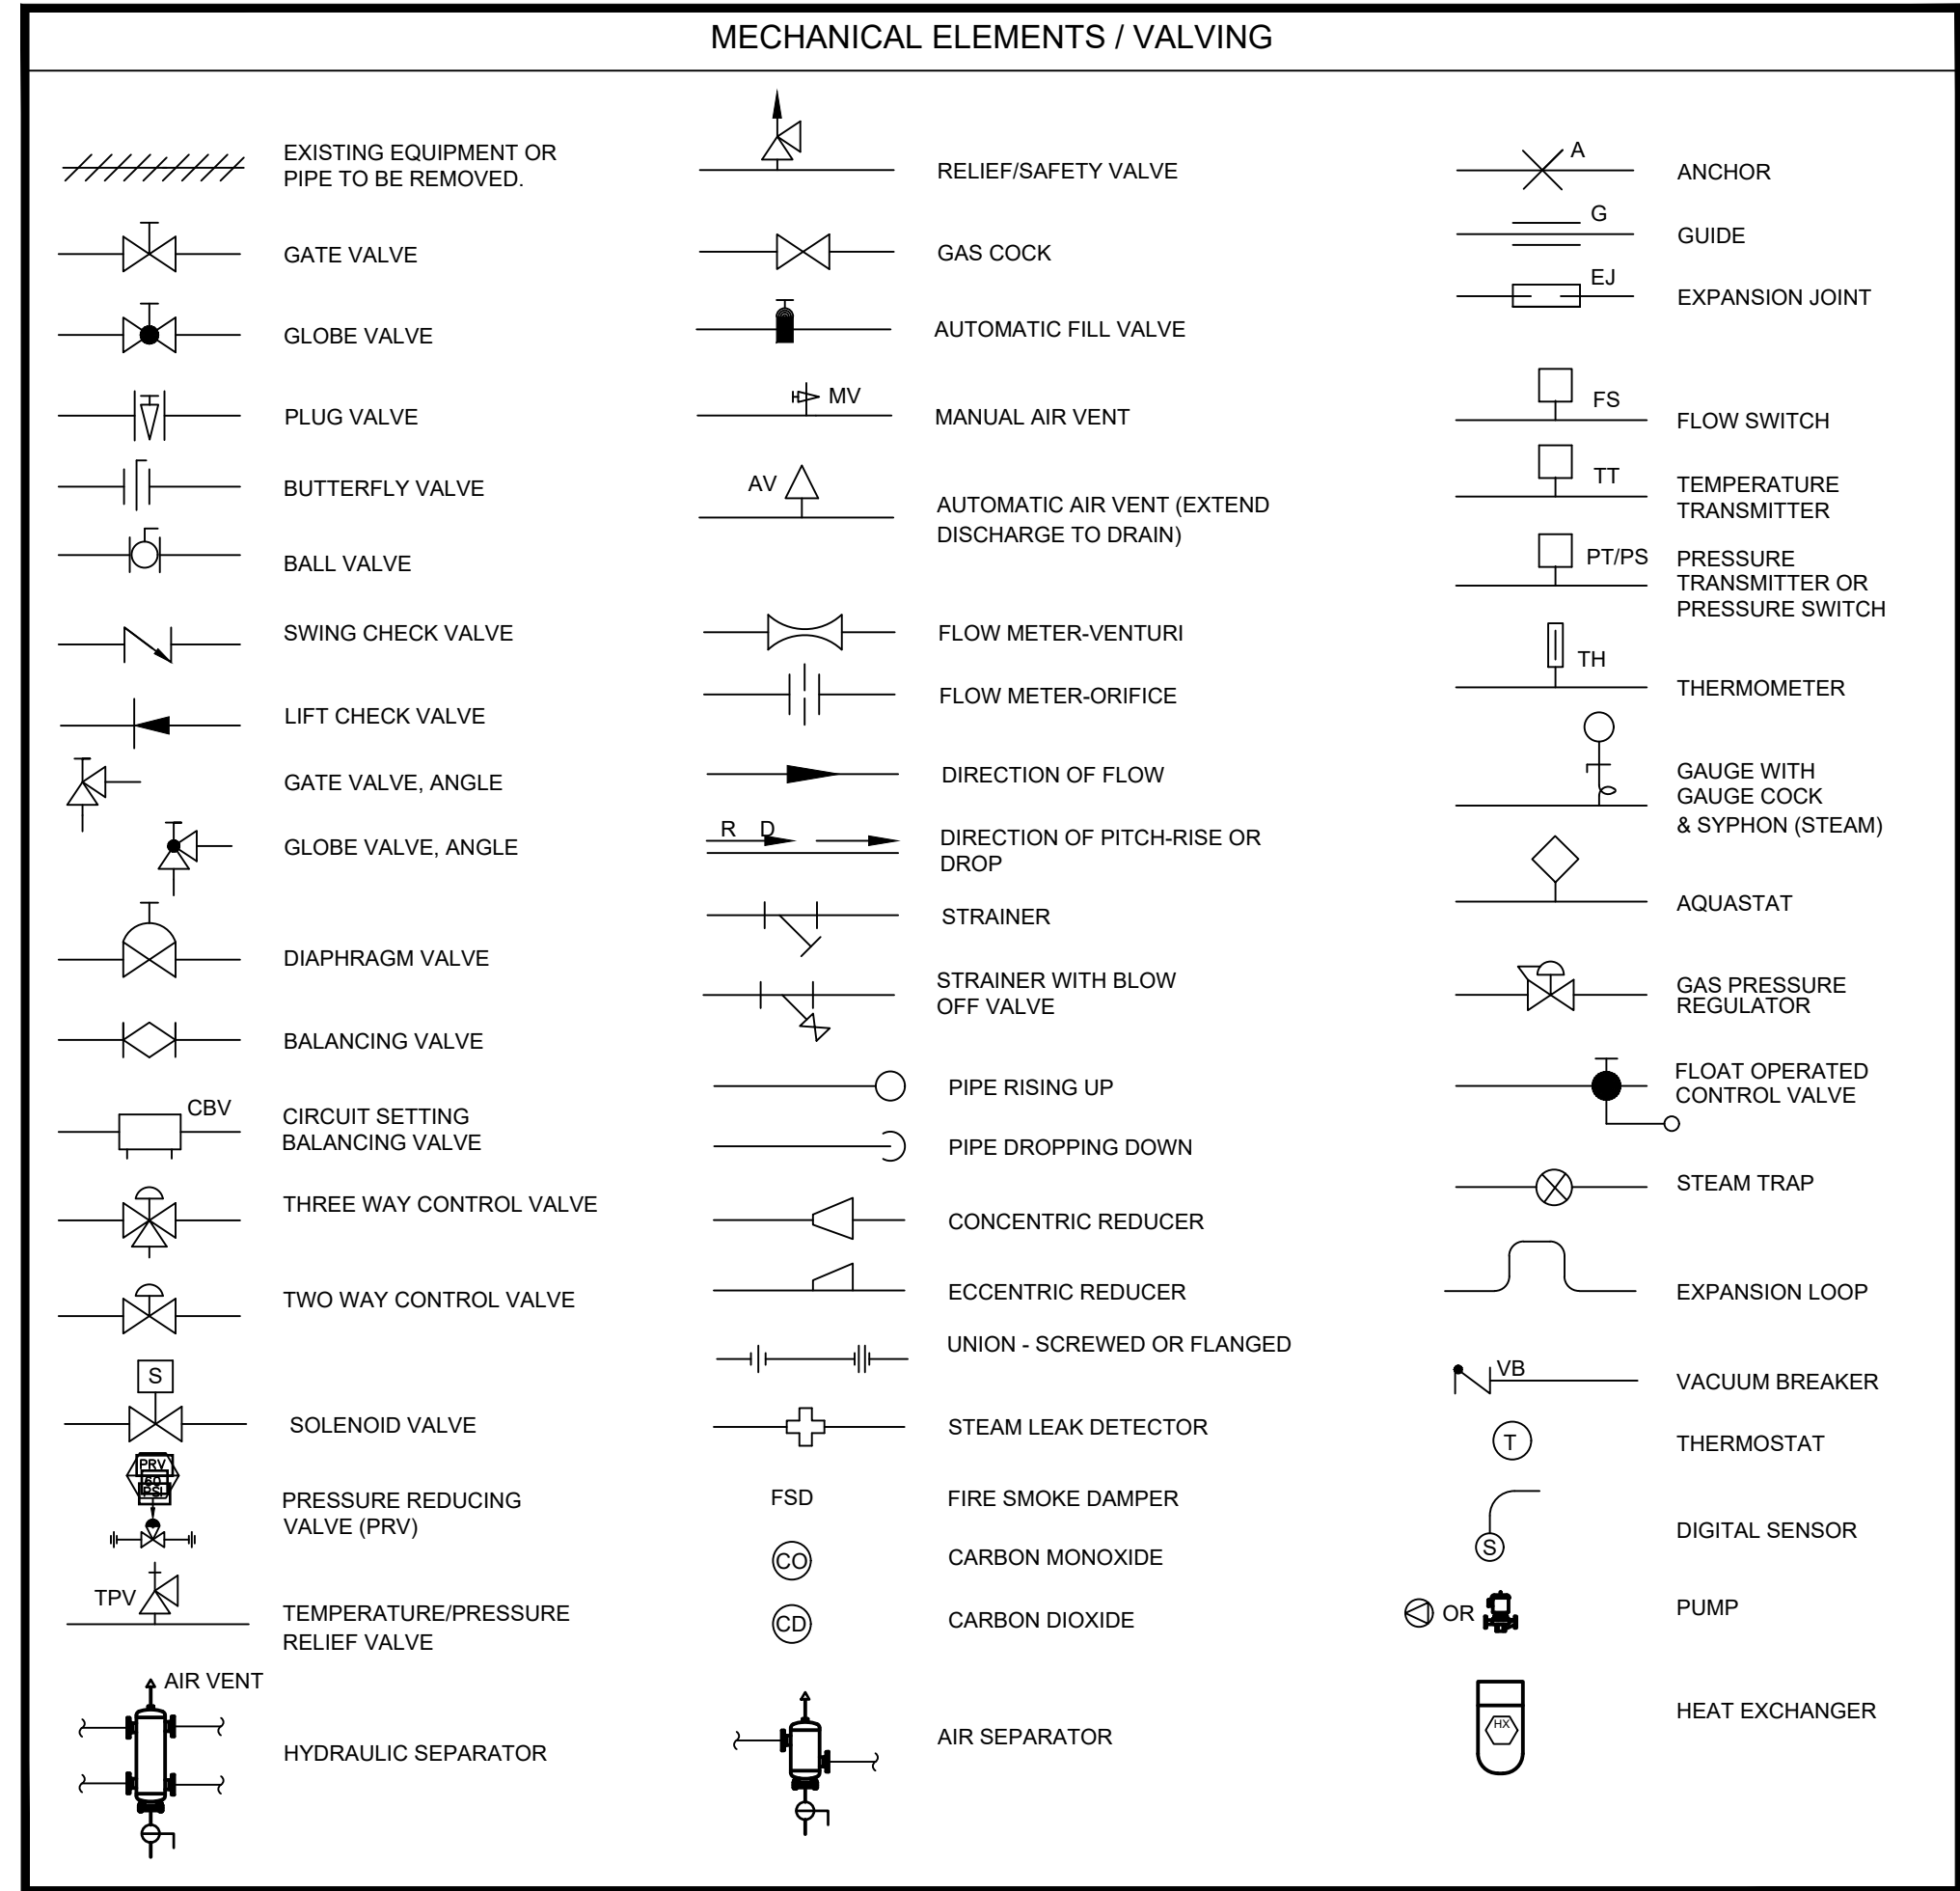 MECHANICAL ELEMENTS / VALVING
EXISTING EQUIPMENT OR
PIPE TO BE REMOVED.
GATE VALVE
GLOBE VALVE
PLUG VALVE
BUTTERFLY VALVE
BALL VALVE
SWING CHECK VALVE
LIFT CHECK VALVE
GATE VALVE, ANGLE
GLOBE VALVE, ANGLE
DIAPHRAGM VALVE
BALANCING VALVE
CBV
CIRCUIT SETTING
BALANCING VALVE
THREE WAY CONTROL VALVE
TWO WAY CONTROL VALVE
S
SOLENOID VALVE
PRV
60
PSI
PRESSURE REDUCING
VALVE (PRV)
TPV
TEMPERATURE/PRESSURE
RELIEF VALVE
AIR VENT
HYDRAULIC SEPARATOR
RELIEF/SAFETY VALVE
GAS COCK
AUTOMATIC FILL VALVE
MV
MANUAL AIR VENT
AV
AUTOMATIC AIR VENT (EXTEND
DISCHARGE TO DRAIN)
FLOW METER-VENTURI
FLOW METER-ORIFICE
DIRECTION OF FLOW
R D
DIRECTION OF PITCH-RISE OR
DROP
STRAINER
STRAINER WITH BLOW
OFF VALVE
PIPE RISING UP
PIPE DROPPING DOWN
CONCENTRIC REDUCER
ECCENTRIC REDUCER
UNION - SCREWED OR FLANGED
STEAM LEAK DETECTOR
FSD
FIRE SMOKE DAMPER
CO
CARBON MONOXIDE
CD
CARBON DIOXIDE
AIR SEPARATOR
A
ANCHOR
G
GUIDE
EJ
EXPANSION JOINT
FS
FLOW SWITCH
TT
TEMPERATURE
TRANSMITTER
PT/PS
PRESSURE
TRANSMITTER OR
PRESSURE SWITCH
TH
THERMOMETER
GAUGE WITH
GAUGE COCK
& SYPHON (STEAM)
AQUASTAT
GAS PRESSURE
REGULATOR
FLOAT OPERATED
CONTROL VALVE
STEAM TRAP
EXPANSION LOOP
VB
VACUUM BREAKER
T
THERMOSTAT
S
DIGITAL SENSOR
OR
PUMP
HX
HEAT EXCHANGER